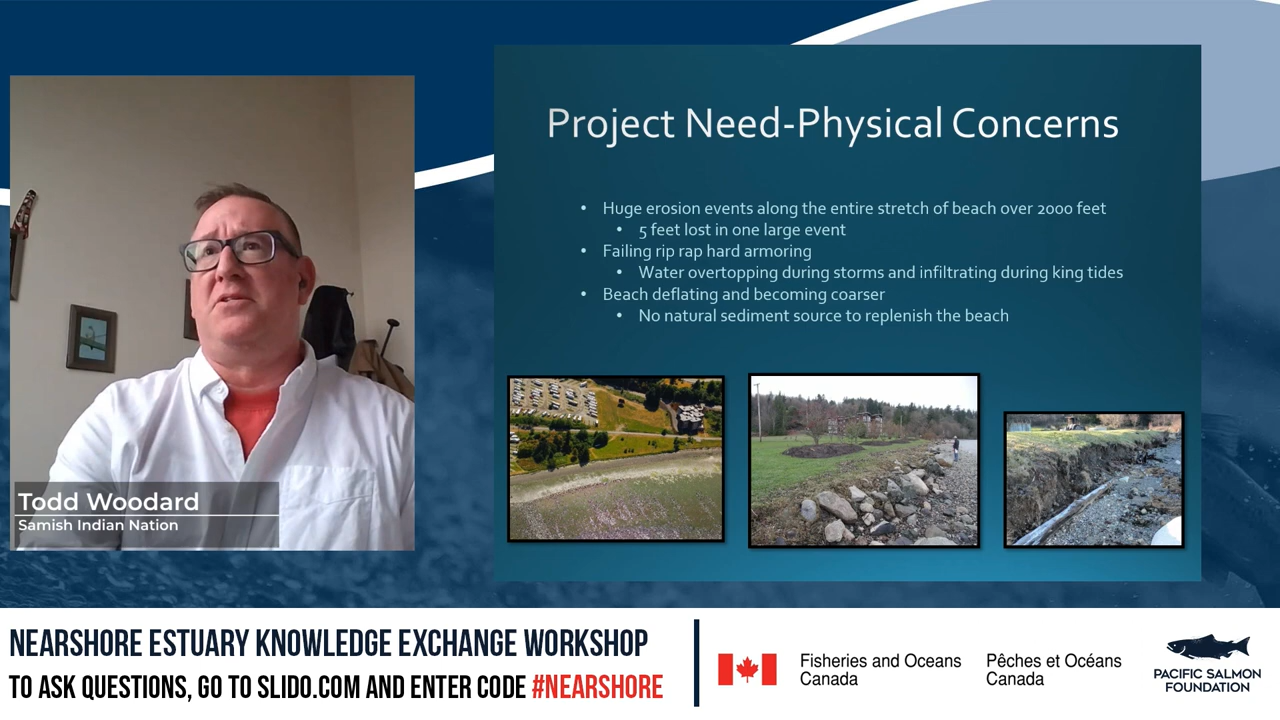 Project Need-Physical Concerns
• Huge erosion events along the entire stretch of beach over 2000 feet
• 5 feet lost in one large event
• Failing rip rap hard armoring
• Water overtopping during storms and infiltrating during king tides
• Beach deflating and becoming coarser
• No natural sediment source to replenish the beach
Todd Woodard
Samish Indian Nation
NEARSHORE ESTUARY KNOWLEDGE EXCHANGE WORKSHOP
TO ASK QUESTIONS, GO TO SLIDO.COM AND ENTER CODE #NEARSHORE
Fisheries and Oceans
Canada
Pêches et Océans
Canada
PACIFIC SALMON
FOUNDATION